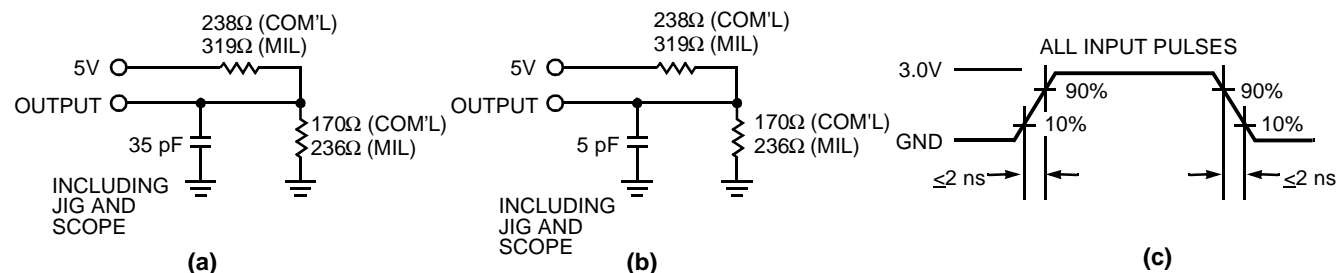 238Ω (COM’L)
319Ω (MIL)
5V
OUTPUT
35 pF
170Ω (COM’L)
236Ω (MIL)
INCLUDING
JIG AND
SCOPE
(a)
238Ω (COM'L)
319Ω (MIL)
5V
OUTPUT
5 pF
170Ω (COM'L)
236Ω (MIL)
INCLUDING
JIG AND
SCOPE
(b)
ALL INPUT PULSES
3.0V
90%
10%
90%
10%
GND
≤2 ns
≤2 ns
(c)